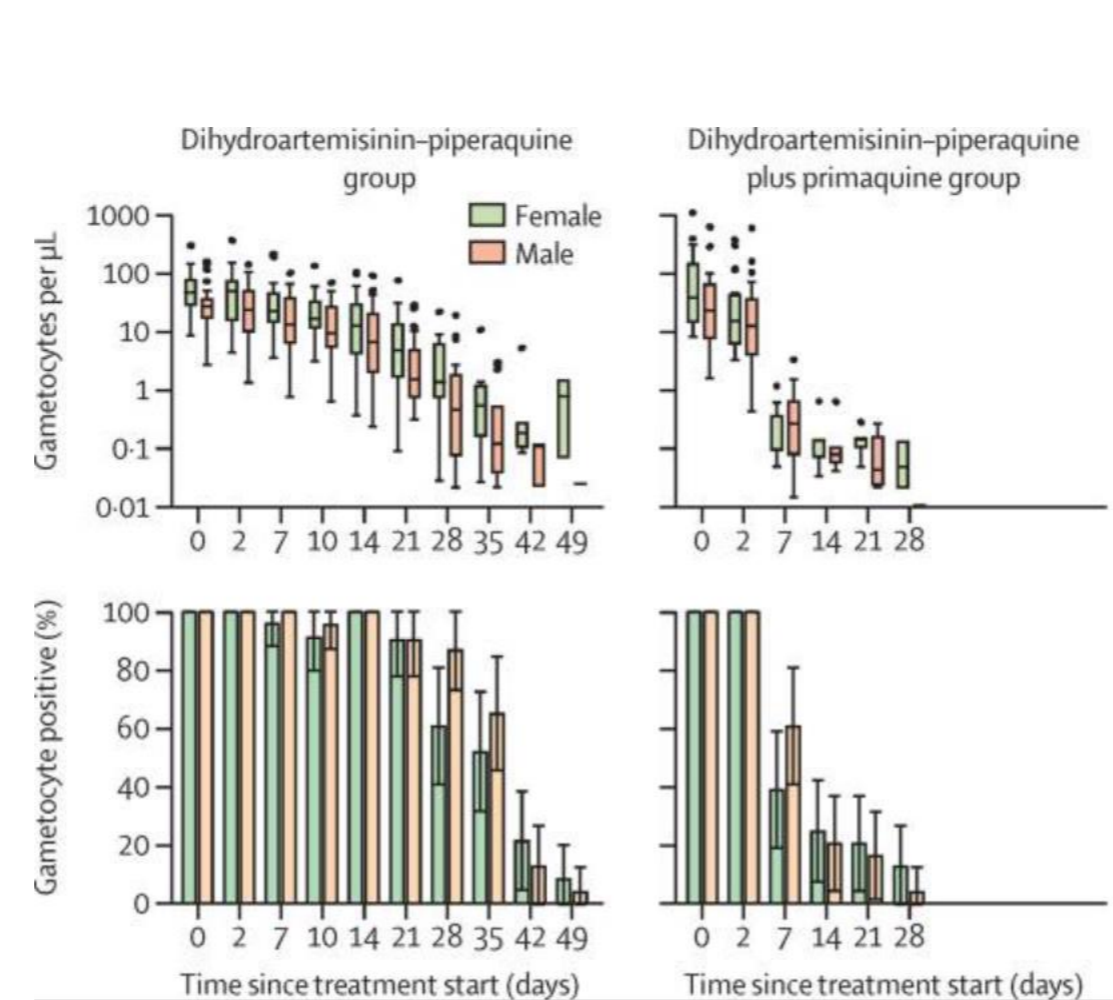 Dihydroartemisinin–piperaquine
group
Dihydroartemisinin–piperaquine
plus primaquine group
Female
Male
Gametocytes per µL
1000
100
10
1
0·1
0·01
0 2 7 10 14 21 28 35 42 49
0 2 7 14 21 28
Gametocyte positive (%)
100
80
60
40
20
0
0 2 7 10 14 21 28 35 42 49
0 2 7 14 21 28
Time since treatment start (days)
Time since treatment start (days)